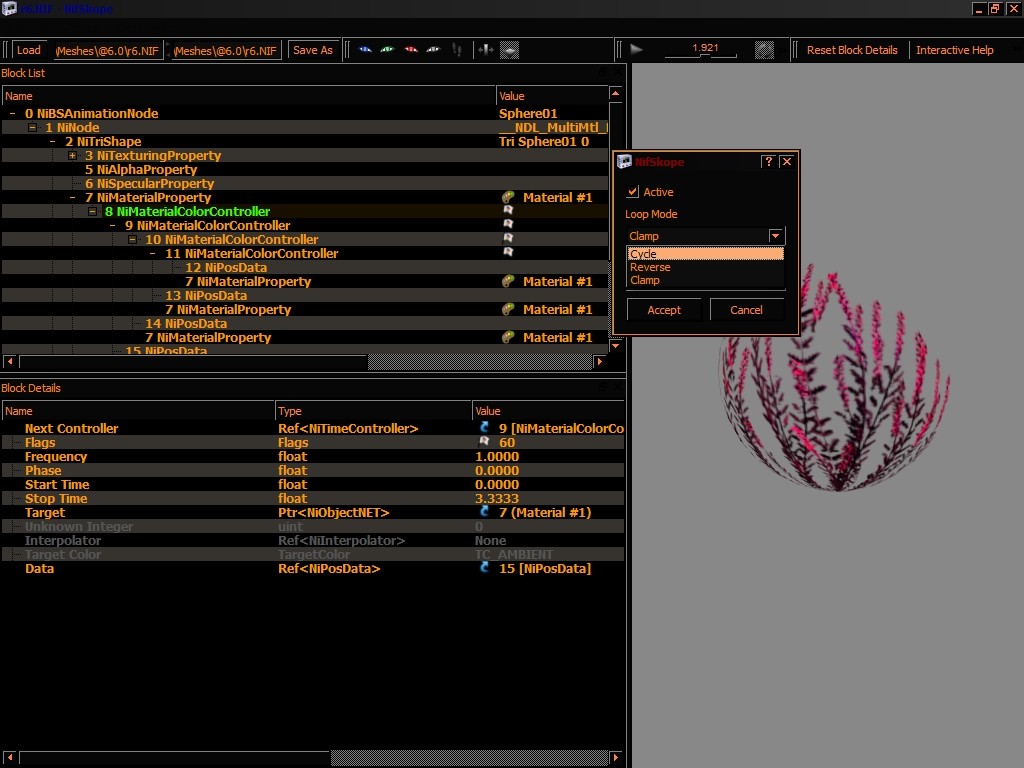 r6.NIF - NifSkope
Load \Meshes\@6.0\r6.NIF \Meshes\@6.0\r6.NIF Save As 1.921 Reset Block Details Interactive Help
Block List
Name Value
0 NiBSAnimationNode Sphere01
1 NiNode __NDL_MultiMtl_
2 NiTriShape Tri Sphere01 0
3 NiTexturingProperty
5 NiAlphaProperty
6 NiSpecularProperty
7 NiMaterialProperty Material #1
8 NiMaterialColorController
9 NiMaterialColorController
10 NiMaterialColorController
11 NiMaterialColorController
12 NiPosData
7 NiMaterialProperty Material #1
13 NiPosData
7 NiMaterialProperty Material #1
14 NiPosData
7 NiMaterialProperty Material #1
15 NiPosData
NifSkope
Active
Loop Mode
Clamp
Cycle
Reverse
Clamp
Accept Cancel
Block Details
Name Type Value
Next Controller Ref<NiTimeController> 9 [NiMaterialColorCo
Flags Flags 60
Frequency float 1.0000
Phase float 0.0000
Start Time float 0.0000
Stop Time float 3.3333
Target Ptr<NiObjectNET> 7 (Material #1)
Unknown Integer uint 0
Interpolator Ref<NiInterpolator> None
Target Color TargetColor TC_AMBIENT
Data Ref<NiPosData> 15 [NiPosData]